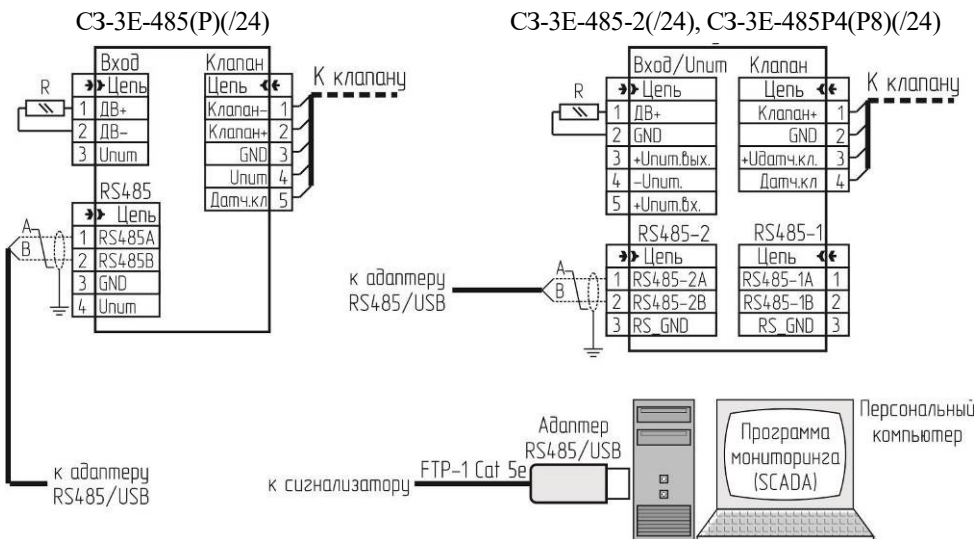 СЗ-3Е-485(Р)(/24)
СЗ-3Е-485-2(/24), СЗ-3Е-485Р4(Р8)(/24)
Вход
Клапан
Цепь
Цепь
R
1 ДВ+
2 ДВ-
3 Uпит
Клапан- 1
Клапан+ 2
GND 3
Uпит 4
Датч.кл 5
К клапану
RS485
Цепь
A
B
1 RS485A
2 RS485B
3 GND
4 Uпит
к адаптеру
RS485/USB
Вход/Uпит
Клапан
Цепь
Цепь
R
1 ДВ+
2 GND
3 +Uпит.вых.
4 -Uпит.
5 +Uпит.вх.
Клапан+ 1
GND 2
+Uдатч.кл. 3
Датч.кл 4
К клапану
RS485-2
RS485-1
Цепь
Цепь
A
B
1 RS485-2A
2 RS485-2B
3 RS_GND
RS485-1A 1
RS485-1B 2
RS_GND 3
к адаптеру
RS485/USB
к сигнализатору
FTP-1 Cat 5e
Адаптер
RS485/USB
Программа
мониторинга
(SCADA)
Персональный
компьютер